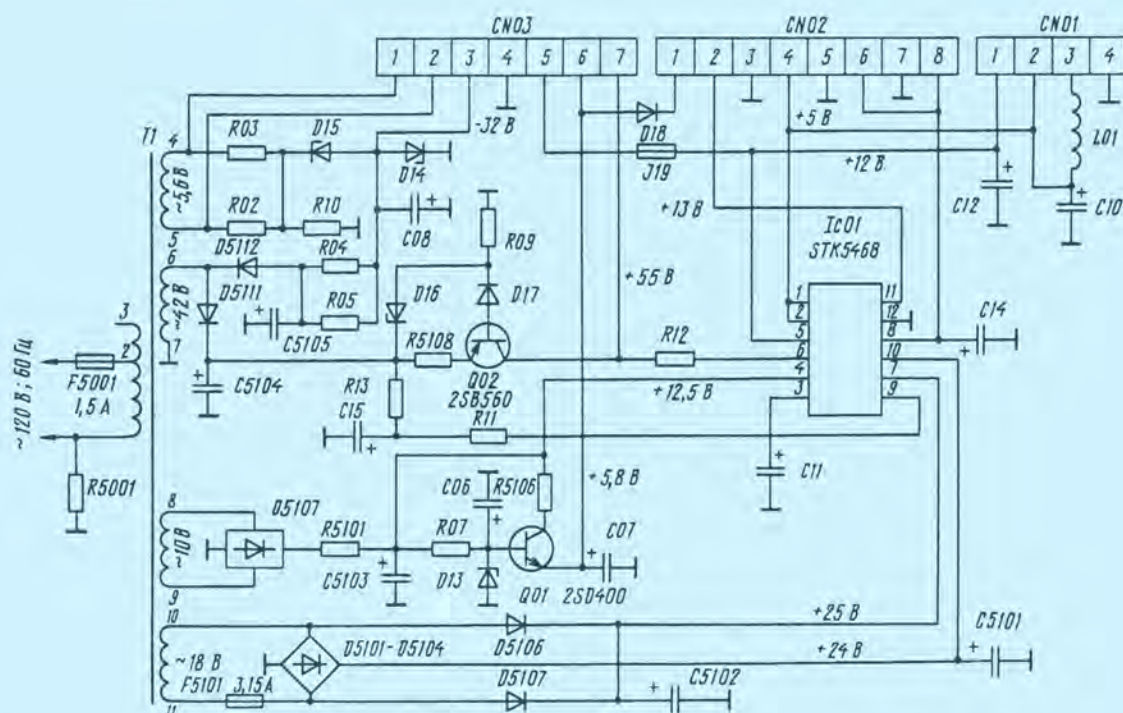 CN03 CN02 CN01
1 2 3 4 5 6 7 1 2 3 4 5 6 7 8 1 2 3 4
-32 В D18 +5 В
T1 4 R03 D15 D14 J19 +12 В L01
~5,6В C12 C10
R02 R10 C08 +13 В Ic01
5 D5112 R04 R09 STK5468
6 +55 В
~42 В D5111 R05 D16 D17 1 11
2 12 C14
C5105 R5108 R12 5 8
3 7 6 10
2 Q02 4 7
F5001 C5104 R13 2SB560 +12,5 В 3 9
1,5 А C15 R11
~120 В; 60 Гц C11
+5,8 В
R5001 C06 R5106
8 D5107 C07
~10В R5101 R07
C5103 D13 Q01 2SD400
9
10 +25 В
D5101-D5104 D5106 C5101
~18 В +24 В
F5101 3,15А D5107 C5102
11